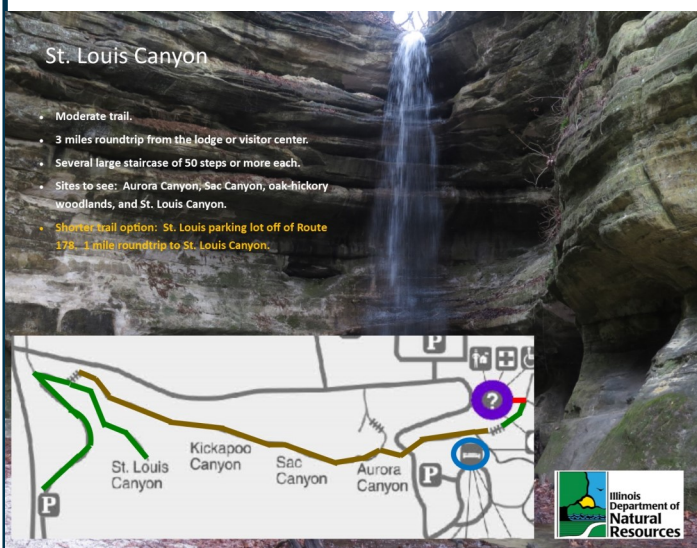 St. Louis Canyon
• Moderate trail.
• 3 miles roundtrip from the lodge or visitor center.
• Several large staircase of 50 steps or more each.
• Sites to see: Aurora Canyon, Sac Canyon, oak-hickory
woodlands, and St. Louis Canyon.
• Shorter trail option: St. Louis parking lot off of Route
178. 1 mile roundtrip to St. Louis Canyon.
P
?
St. Louis
Canyon
Kickapoo
Canyon
Sac
Canyon
Aurora
Canyon
P
P
Illinois
Department of
Natural
Resources